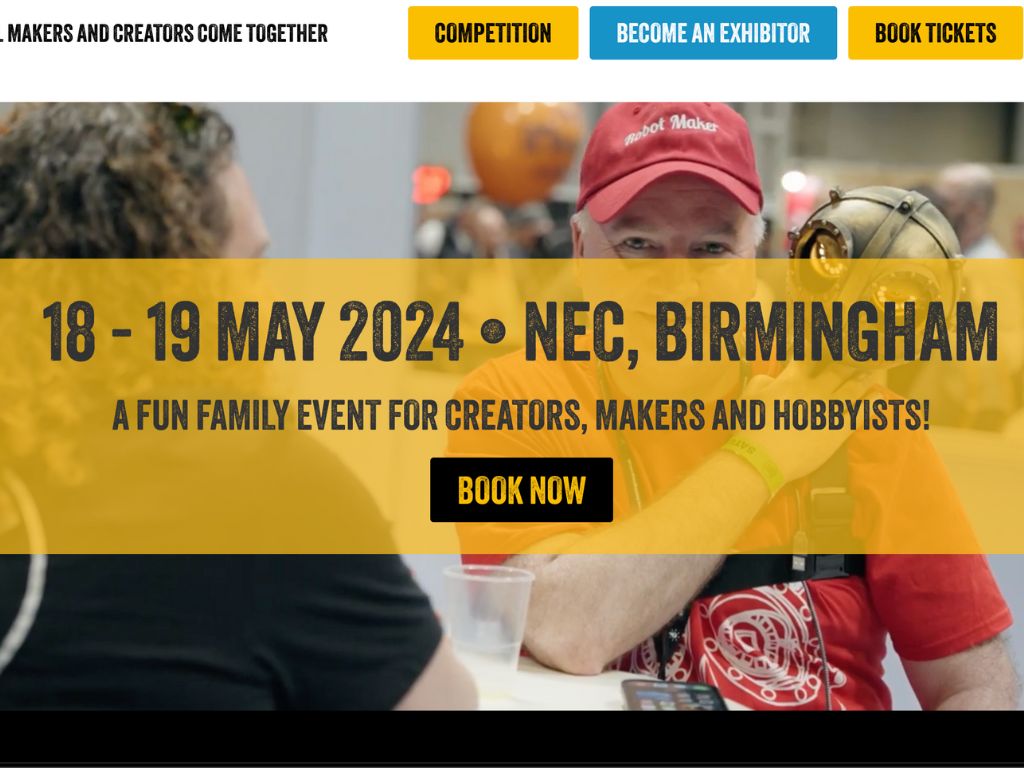 MAKERS AND CREATORS COME TOGETHER
COMPETITION
BECOME AN EXHIBITOR
BOOK TICKETS
Robot Maker
18 - 19 MAY 2024 • NEC, BIRMINGHAM
A FUN FAMILY EVENT FOR CREATORS, MAKERS AND HOBBYISTS!
BOOK NOW